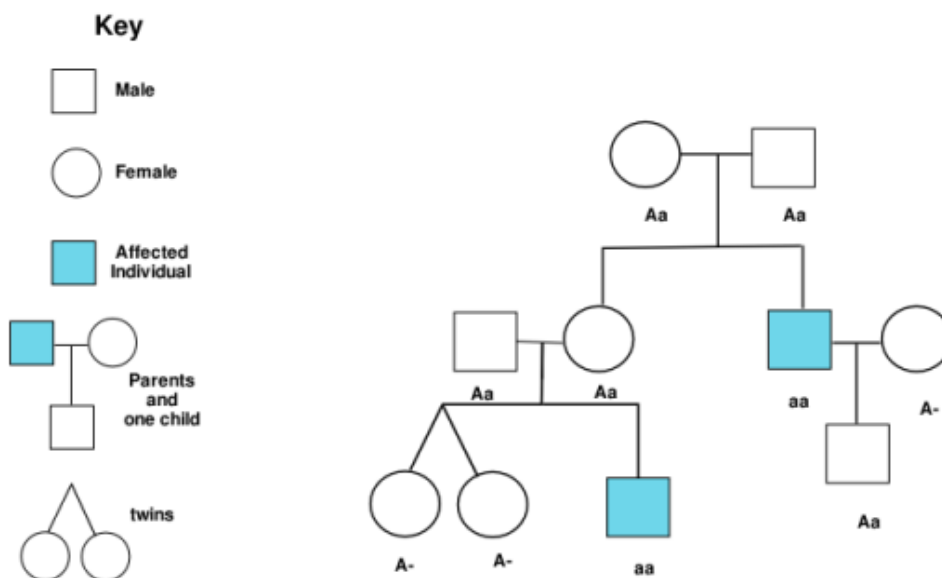 Key
Male
Female
Affected
Individual
Parents
and
one child
twins
Aa Aa
Aa Aa aa A-
Aa
A- A- aa